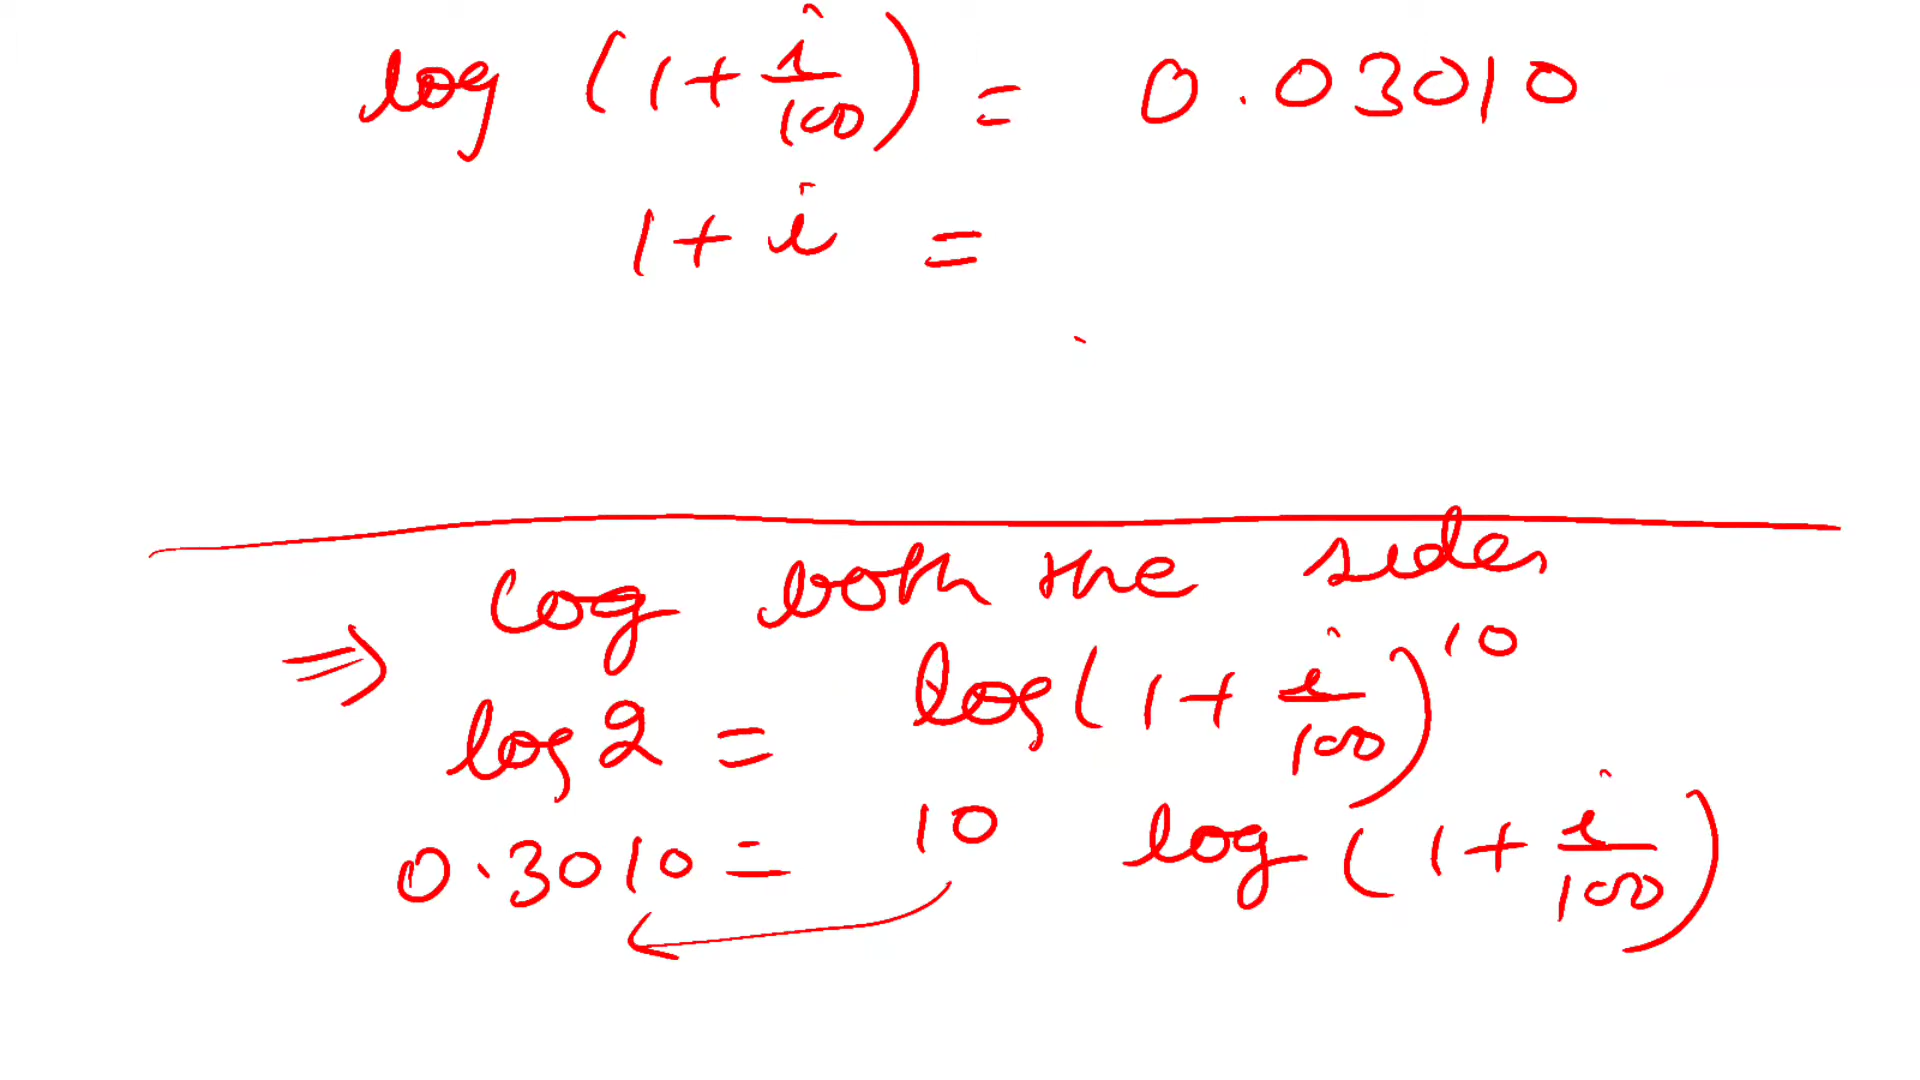 log (1 + i/100) = 0.03010
1 + i =
log both the sides
⇒ log 2 = log (1 + i/100)^10
0.3010 = 10 log (1 + i/100)